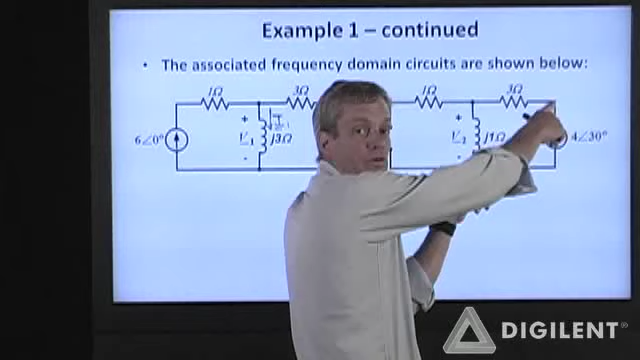 Example 1 – continued
• The associated frequency domain circuits are shown below:
1Ω 3Ω 1Ω 3Ω
6∠0° + V1 - I1 j3Ω + V2 - j1Ω 4∠30°
DIGILENT®